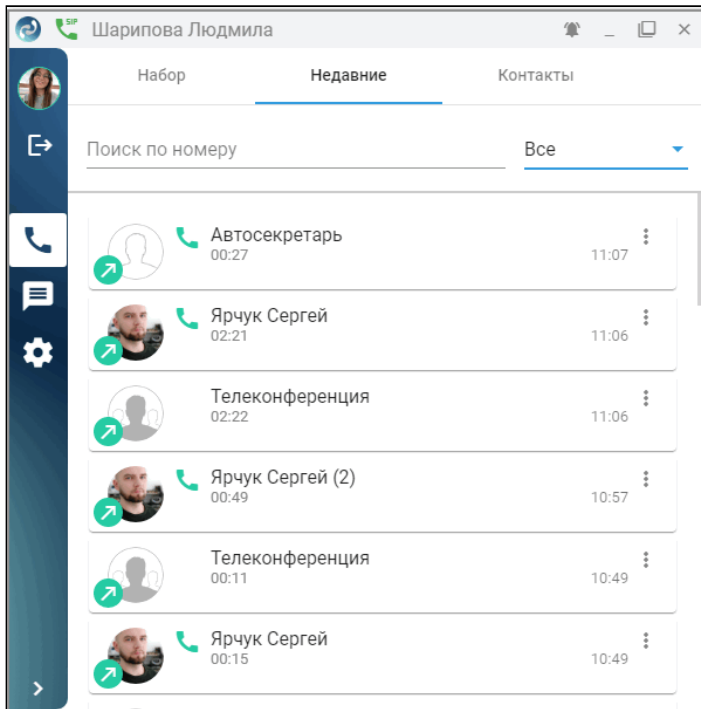 SIP
Шарипова Людмила
Набор
Недавние
Контакты
Поиск по номеру
Все
Автосекретарь
00:27
11:07
Ярчук Сергей
02:21
11:06
Телеконференция
02:22
11:06
Ярчук Сергей (2)
00:49
10:57
Телеконференция
00:11
10:49
Ярчук Сергей
00:15
10:49